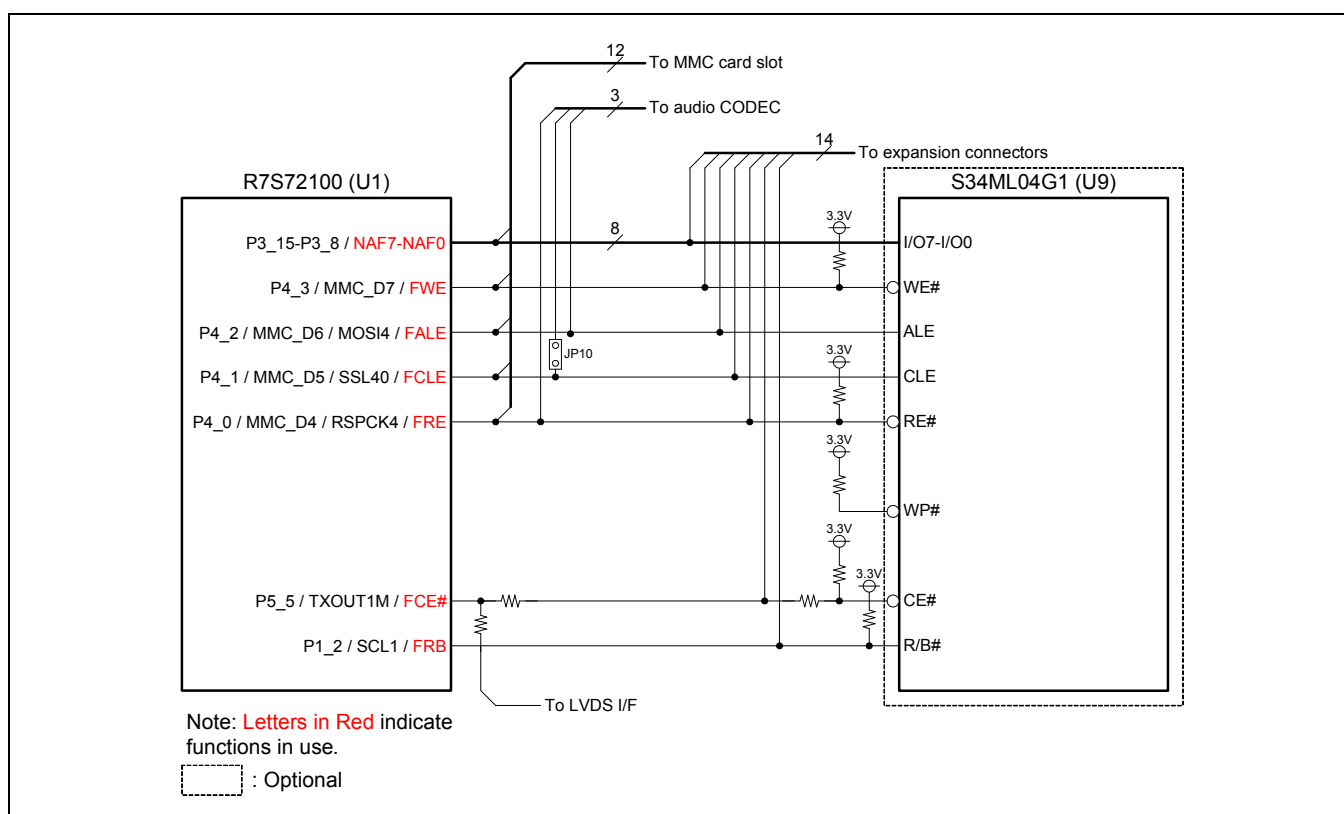 12
To MMC card slot
3
To audio CODEC
14
To expansion connectors
R7S72100 (U1)
S34ML04G1 (U9)
3.3V
P3_15-P3_8 / NAF7-NAF0
8
I/O7-I/O0
P4_3 / MMC_D7 / FWE
WE#
P4_2 / MMC_D6 / MOSI4 / FALE
ALE
JP10
3.3V
P4_1 / MMC_D5 / SSL40 / FCLE
CLE
P4_0 / MMC_D4 / RSPCK4 / FRE
RE#
3.3V
WP#
3.3V
3.3V
P5_5 / TXOUT1M / FCE#
CE#
P1_2 / SCL1 / FRB
R/B#
To LVDS I/F
Note: Letters in Red indicate
functions in use.
: Optional